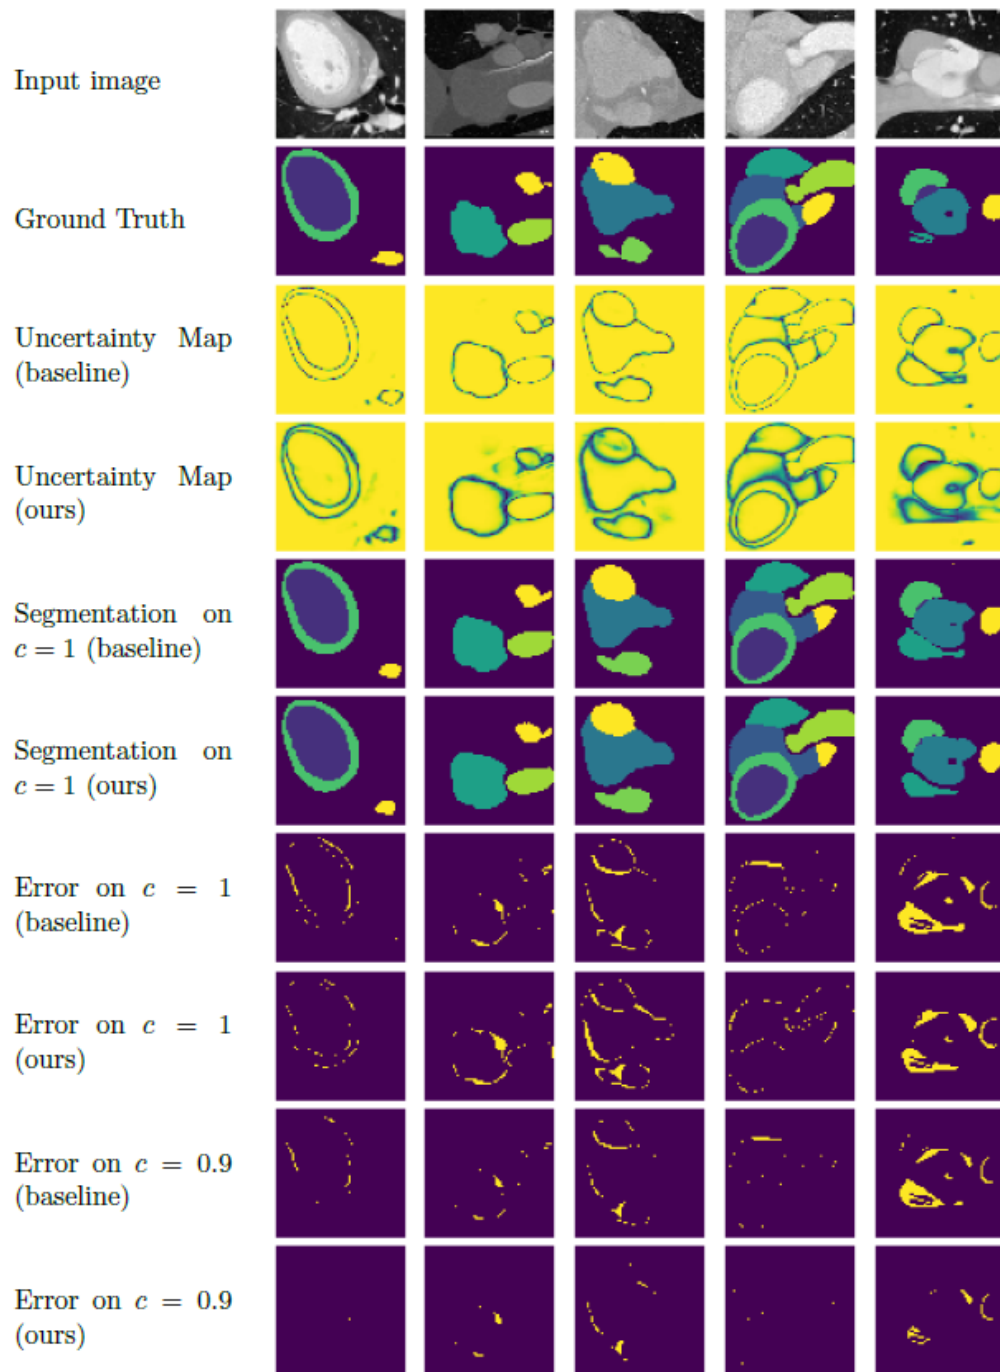 Input image
Ground Truth
Uncertainty Map
(baseline)
Uncertainty Map
(ours)
Segmentation on
c = 1 (baseline)
Segmentation on
c = 1 (ours)
Error on c = 1
(baseline)
Error on c = 1
(ours)
Error on c = 0.9
(baseline)
Error on c = 0.9
(ours)